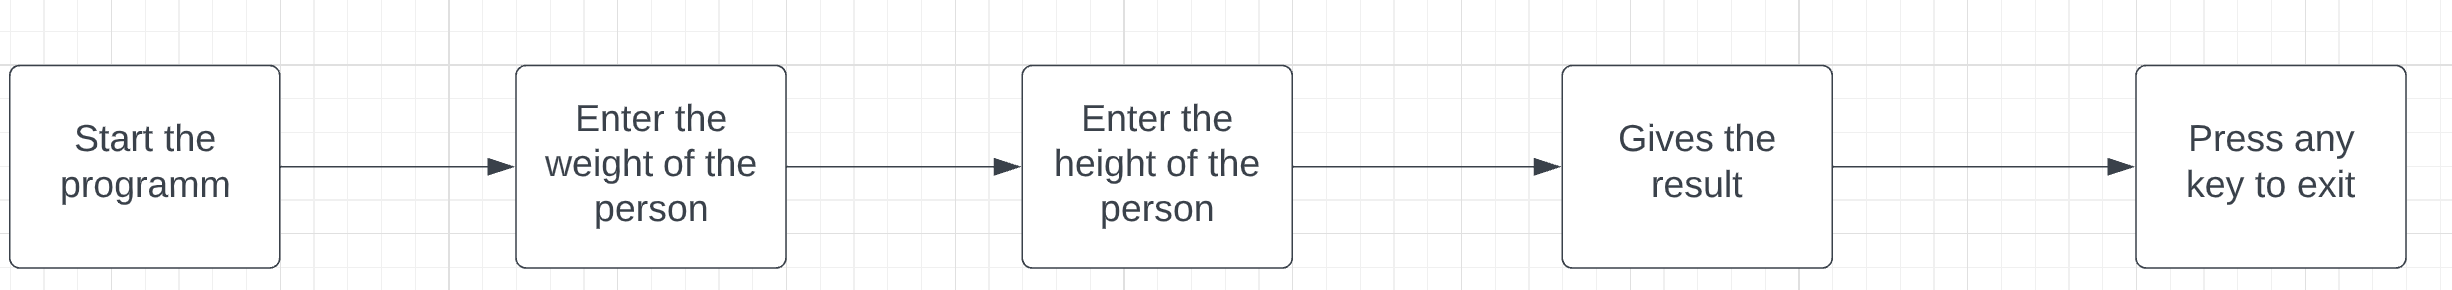 Start the
programm
Enter the
weight of the
person
Enter the
height of the
person
Gives the
result
Press any
key to exit